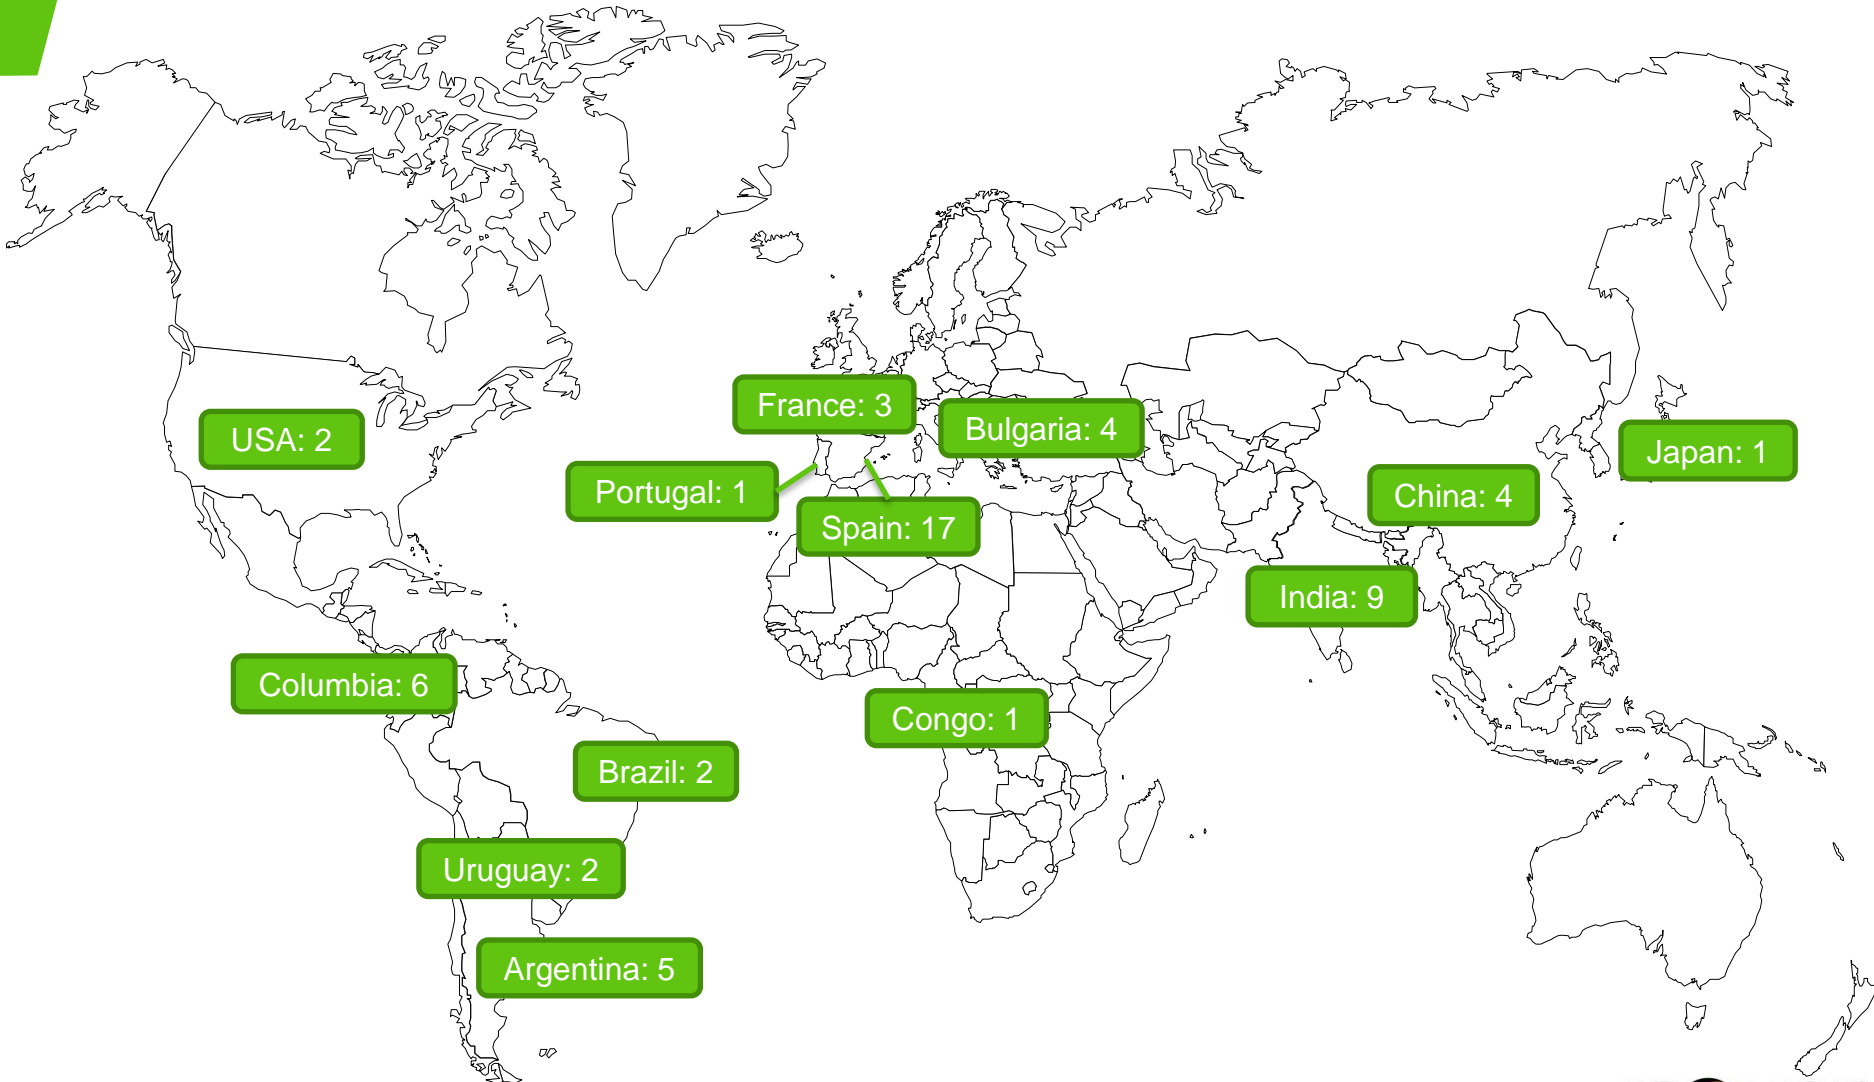 France: 3
USA: 2
Bulgaria: 4
Japan: 1
Portugal: 1
China: 4
Spain: 17
India: 9
Columbia: 6
Congo: 1
Brazil: 2
Uruguay: 2
Argentina: 5